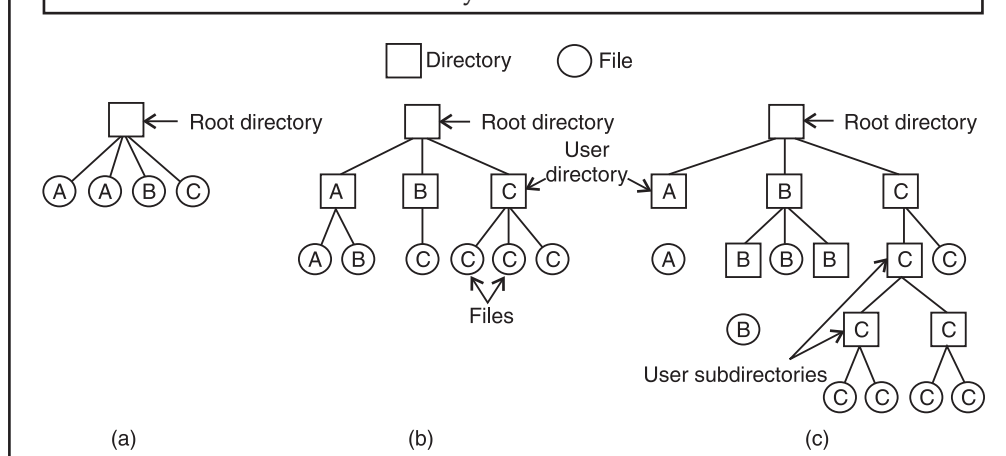 Directory File
Root directory Root directory Root directory
User
directory
A B C A B C
A A B C
A B C C C C A B B B C C
Files
B C C
User subdirectories
C C C C
(a) (b) (c)